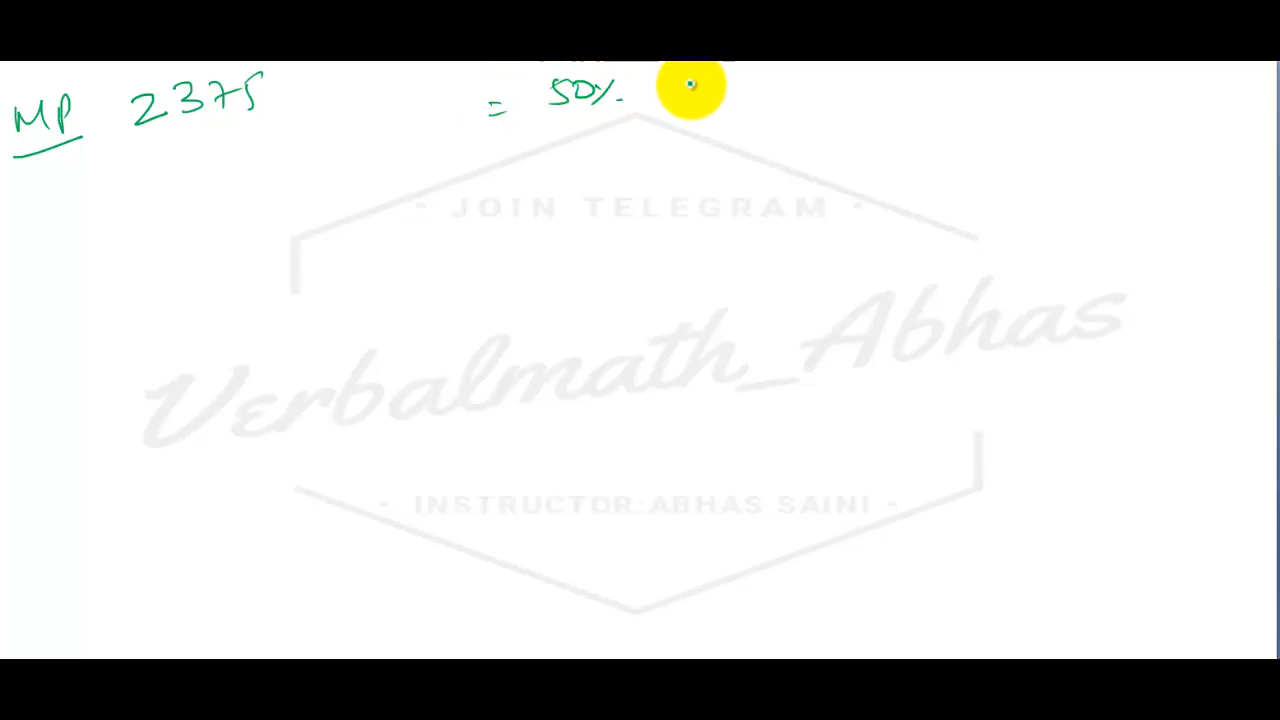 MP 2375 = 50%.
• JOIN TELEGRAM •
Verbalmath_Abhas
• INSTRUCTOR:ABHAS SAINI •